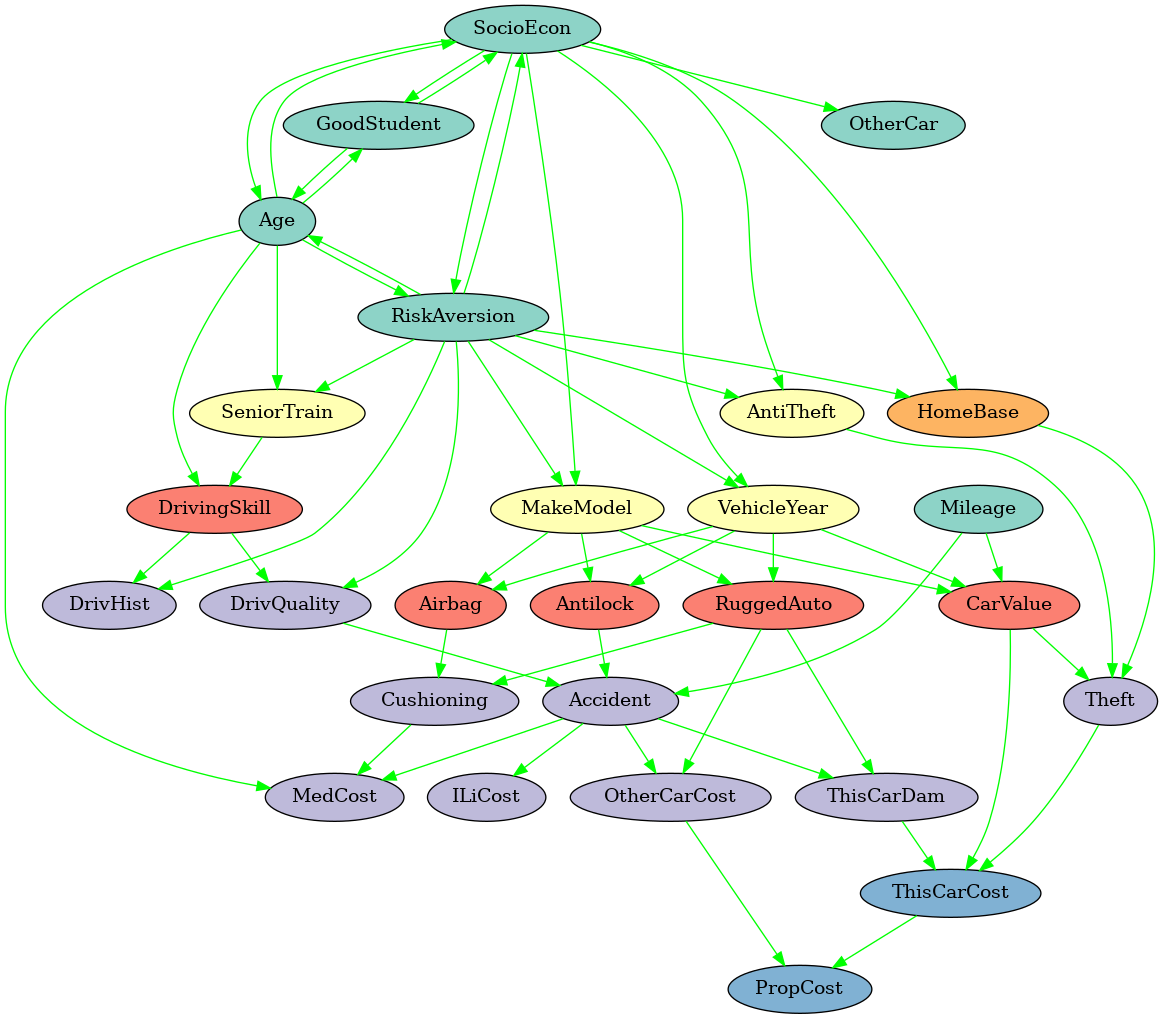 SocioEcon
GoodStudent
OtherCar
Age
RiskAversion
SeniorTrain
AntiTheft
HomeBase
DrivingSkill
MakeModel
VehicleYear
Mileage
DrivHist
DrivQuality
Airbag
Antilock
RuggedAuto
CarValue
Cushioning
Accident
Theft
MedCost
ILiCost
OtherCarCost
ThisCarDam
ThisCarCost
PropCost